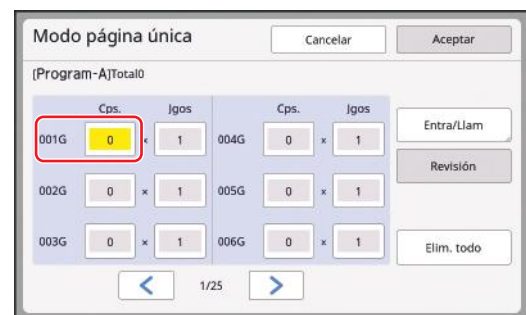 Modo página única Cancelar Aceptar
(Program-A)Total0
Cps. Jgos Cps. Jgos
001G 0 x 1 004G 0 x 1 Entra/Llam
Revisión
002G 0 x 1 005G 0 x 1
003G 0 x 1 006G 0 x 1 Elim. todo
1/25